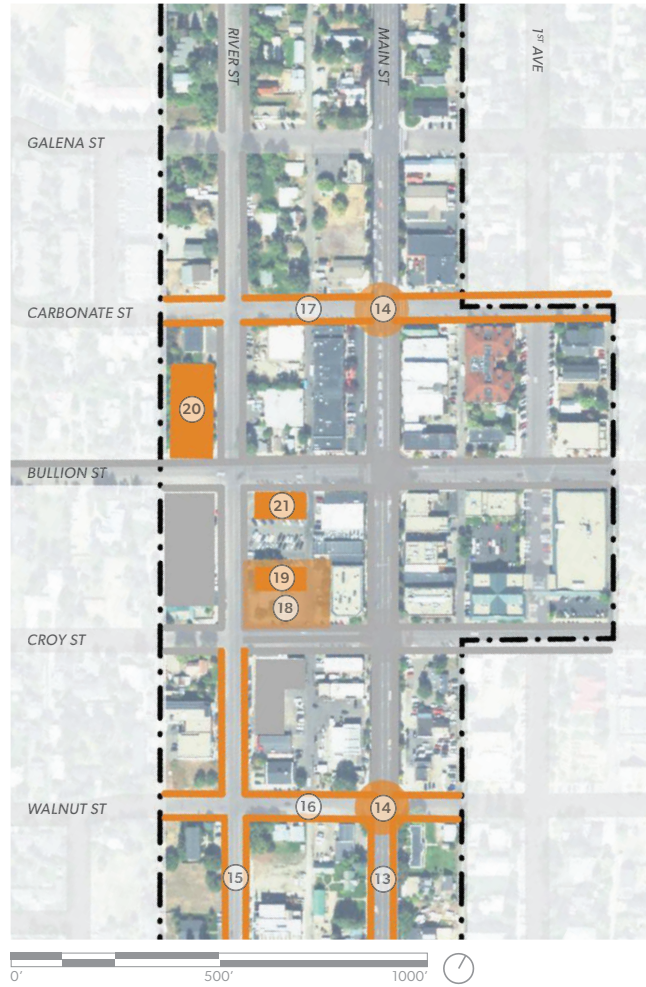 RIVER ST
MAIN ST
1ST AVE
GALENA ST
CARBONATE ST
17
14
20
BULLION ST
21
19
18
CROY ST
WALNUT ST
16
14
15
13
0’
500’
1000’